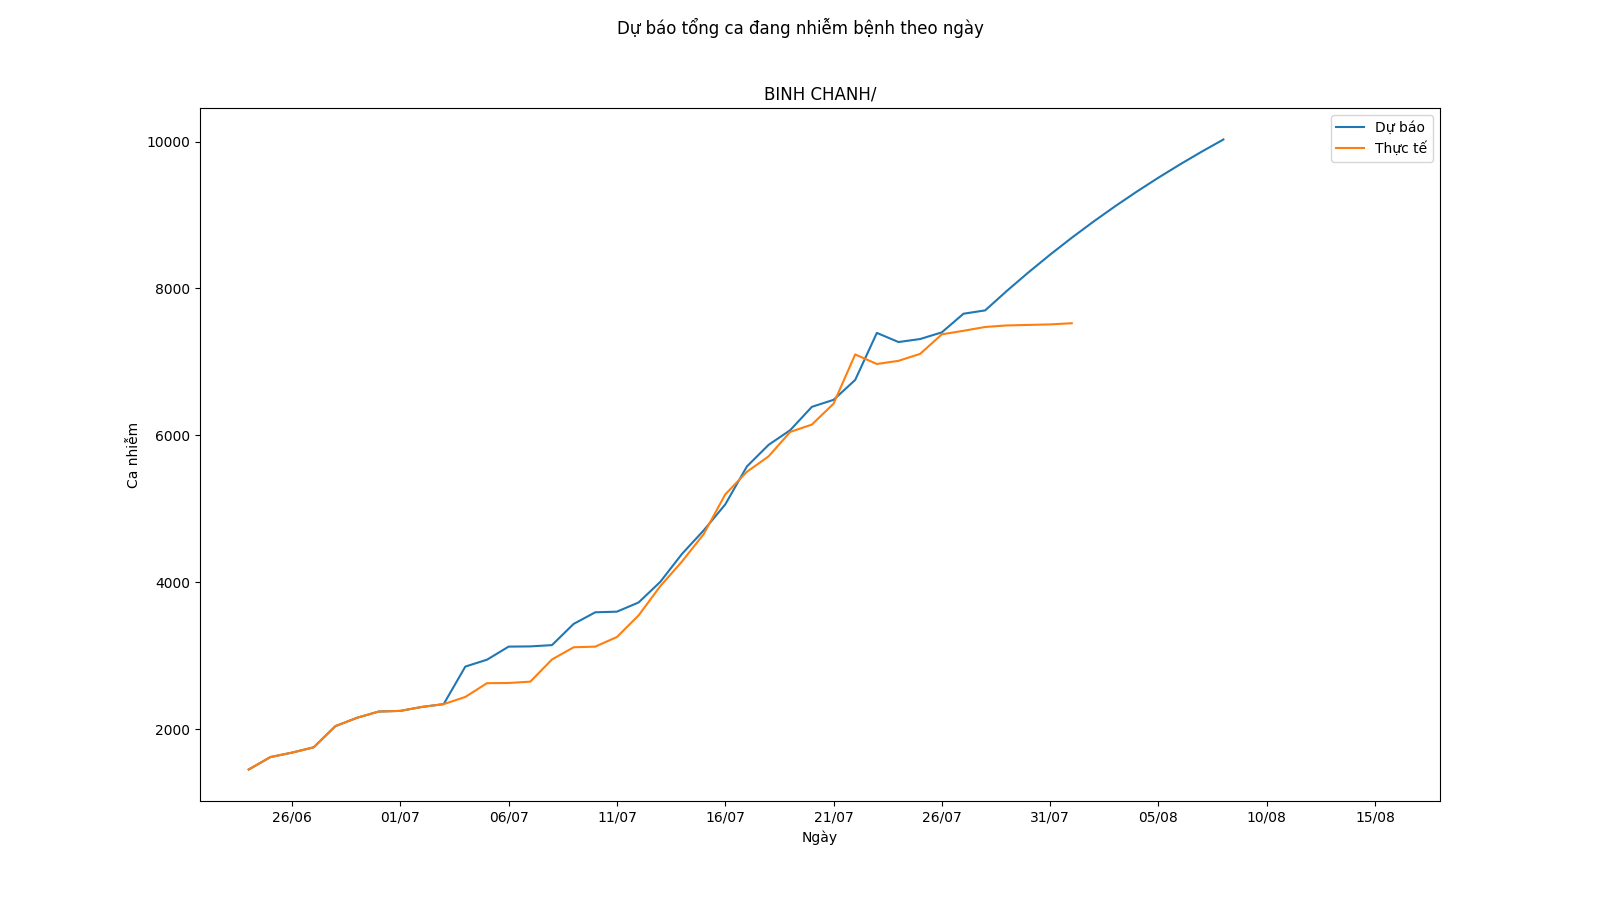 Dự báo tổng ca đang nhiễm bệnh theo ngày
BINH CHANH/
Dự báo
Thực tế
10000
8000
6000
4000
2000
Ca nhiễm
26/06 01/07 06/07 11/07 16/07 21/07 26/07 31/07 05/08 10/08 15/08
Ngày